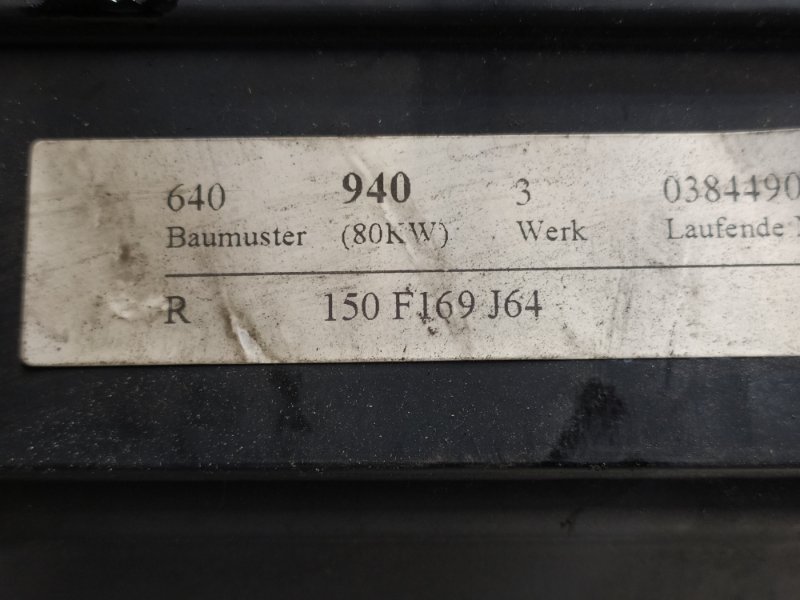 640 940 3 0384490
Baumuster (80KW) Werk Laufende
R 150 F169 J64